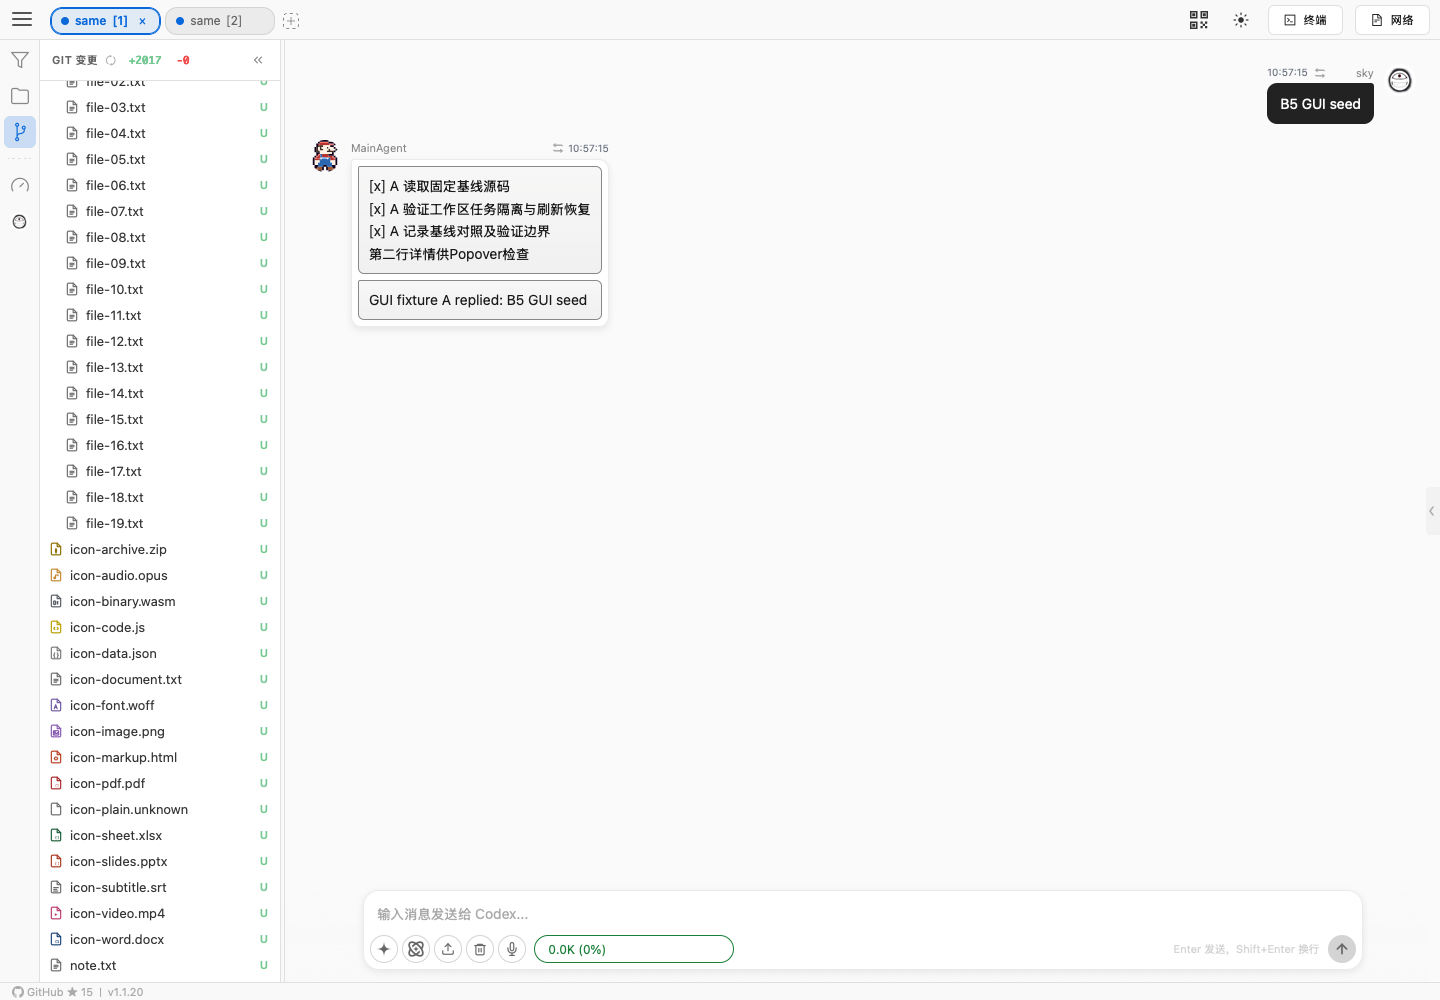 same [1] ×
same [2]
终端
网络
GIT 变更 +2017 -0
file-02.txt U
file-03.txt U
file-04.txt U
file-05.txt U
file-06.txt U
file-07.txt U
file-08.txt U
file-09.txt U
file-10.txt U
file-11.txt U
file-12.txt U
file-13.txt U
file-14.txt U
file-15.txt U
file-16.txt U
file-17.txt U
file-18.txt U
file-19.txt U
icon-archive.zip U
icon-audio.opus U
icon-binary.wasm U
icon-code.js U
icon-data.json U
icon-document.txt U
icon-font.woff U
icon-image.png U
icon-markup.html U
icon-pdf.pdf U
icon-plain.unknown U
icon-sheet.xlsx U
icon-slides.pptx U
icon-subtitle.srt U
icon-video.mp4 U
icon-word.docx U
note.txt U
10:57:15 sky
B5 GUI seed
MainAgent 10:57:15
[x] A 读取固定基线源码
[x] A 验证工作区任务隔离与刷新恢复
[x] A 记录基线对照及验证边界
第二行详情供Popover检查
GUI fixture A replied: B5 GUI seed
输入消息发送给 Codex...
0.0K (0%)
Enter 发送，Shift+Enter 换行
GitHub ★ 15 | v1.1.20